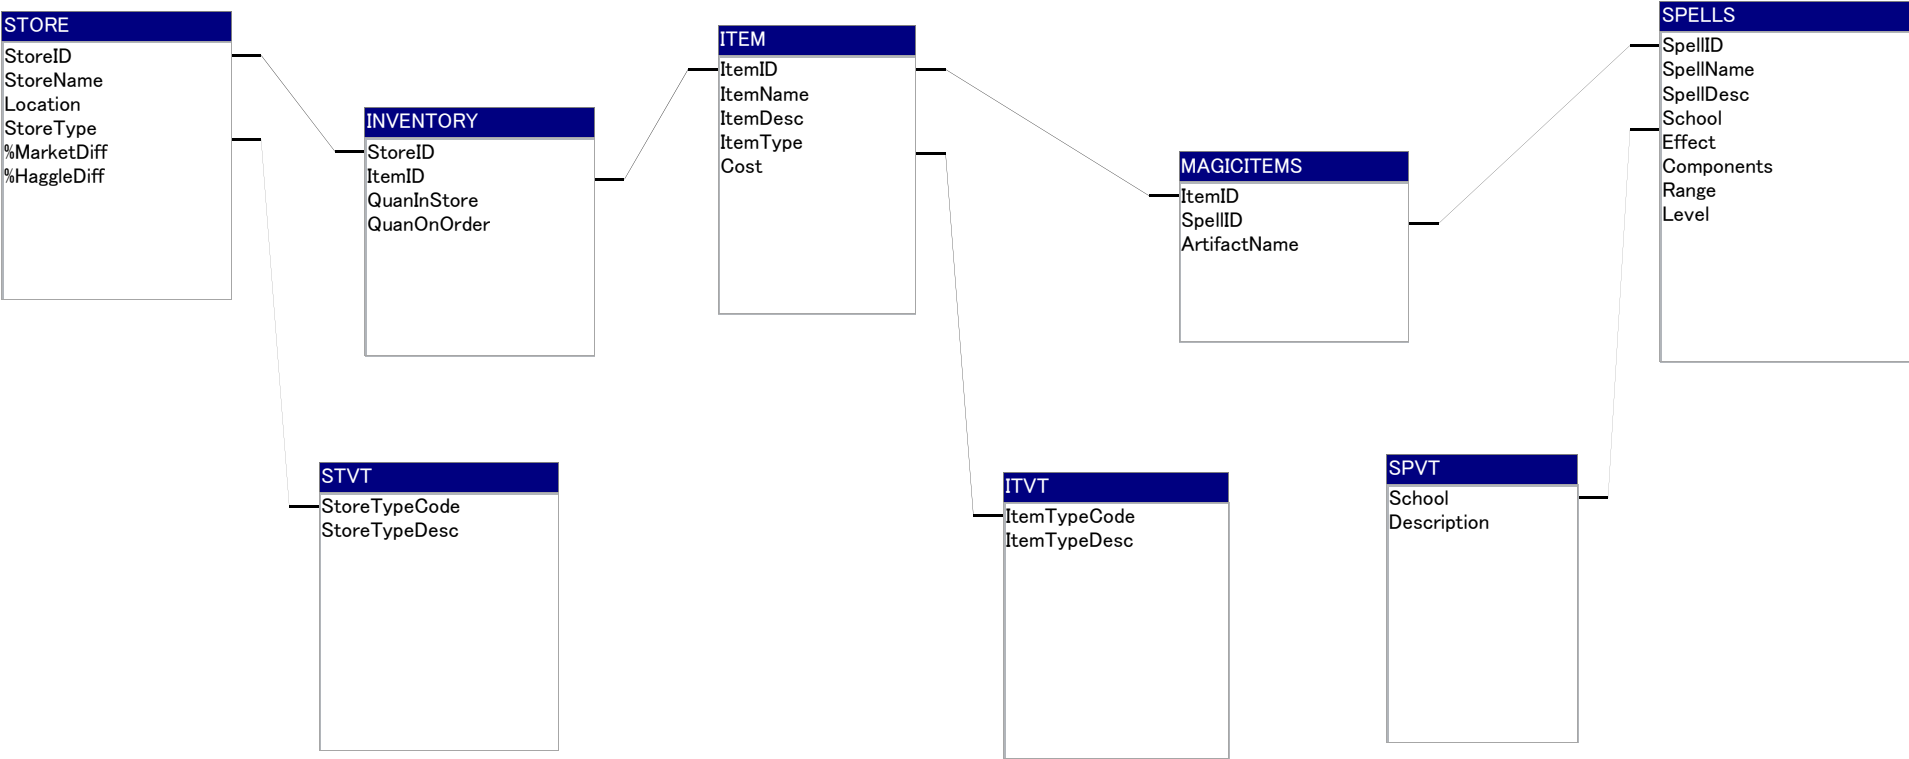 STORE
StoreID
StoreName
Location
StoreType
%MarketDiff
%HaggleDiff
INVENTORY
StoreID
ItemID
QuanInStore
QuanOnOrder
ITEM
ItemID
ItemName
ItemDesc
ItemType
Cost
MAGICITEMS
ItemID
SpellID
ArtifactName
SPELLS
SpellID
SpellName
SpellDesc
School
Effect
Components
Range
Level
STVT
StoreTypeCode
StoreTypeDesc
ITVT
ItemTypeCode
ItemTypeDesc
SPVT
School
Description